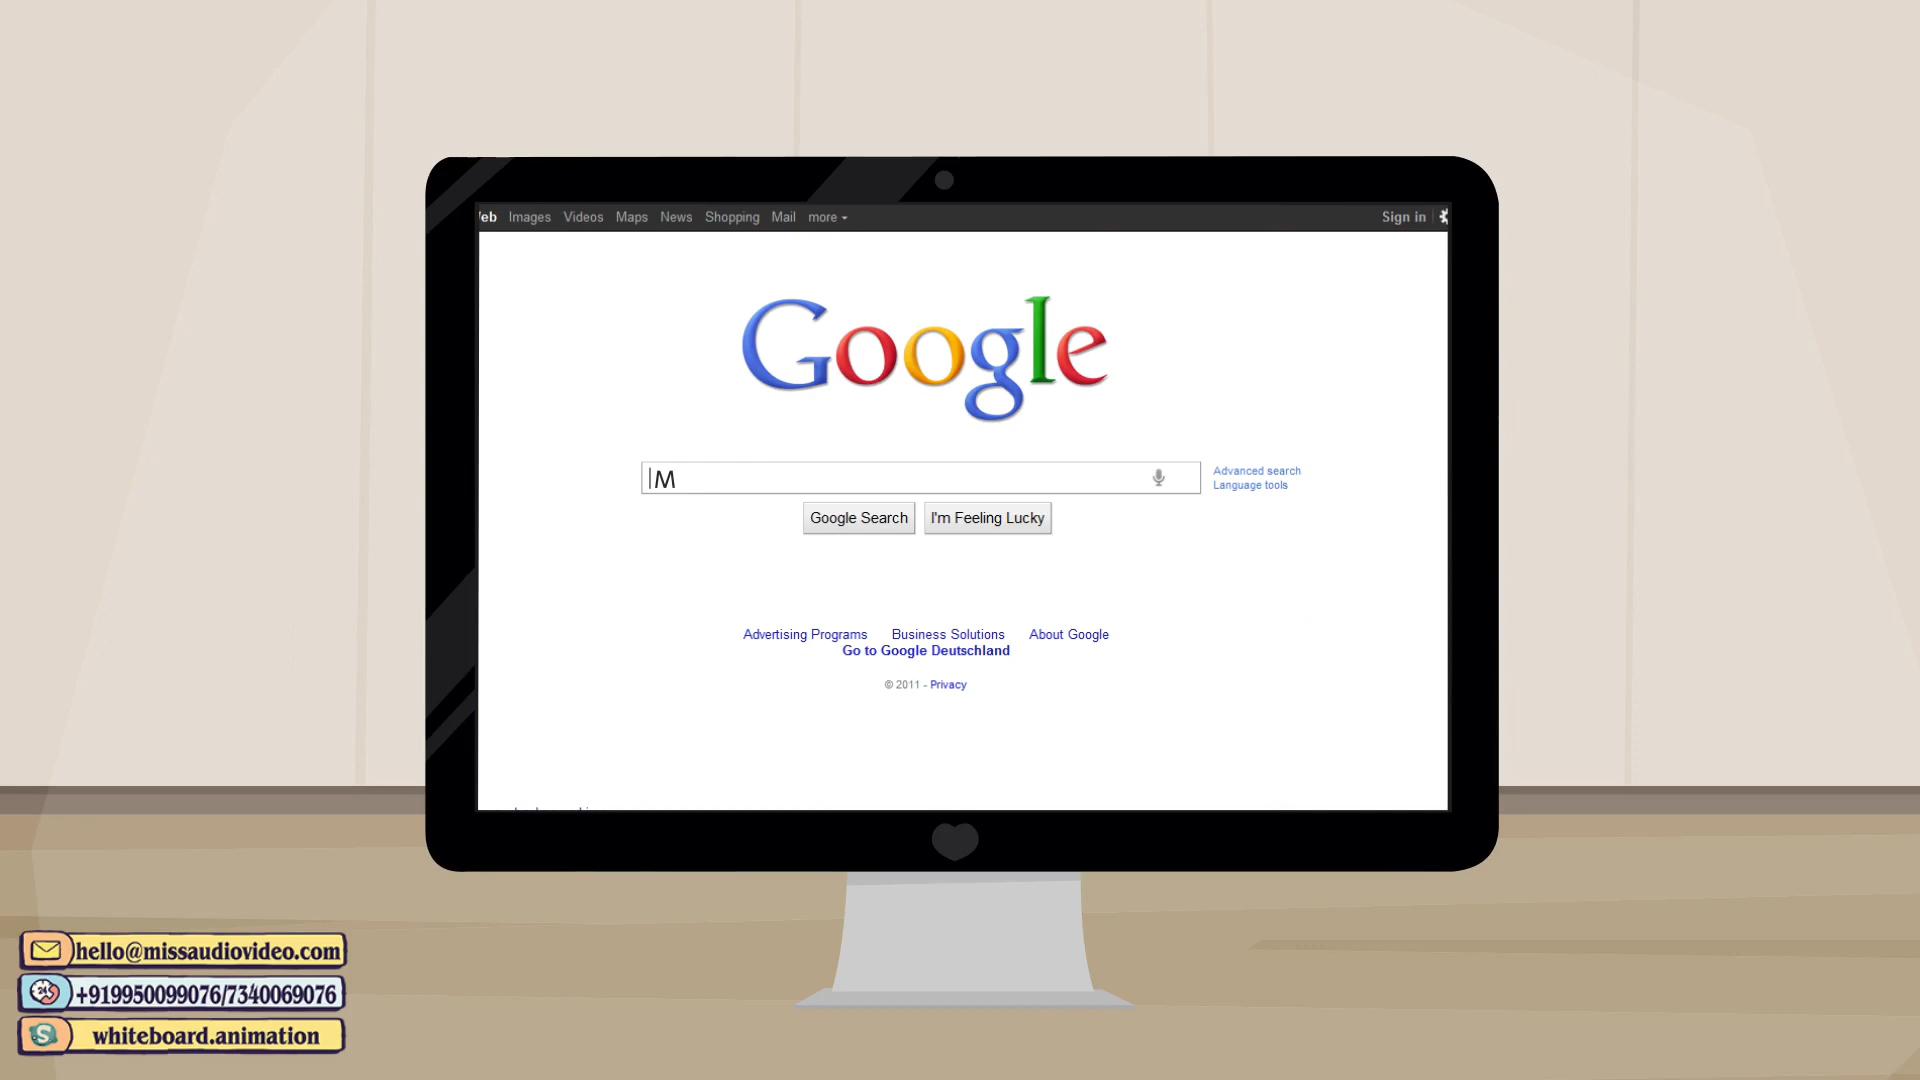 eb Images Videos Maps News Shopping Mail more Sign in
Google
M
Advanced search
Language tools
Google Search I'm Feeling Lucky
Advertising Programs Business Solutions About Google
Go to Google Deutschland
© 2011 - Privacy
hello@missaudiovideo.com
+919950099076/7340069076
whiteboard.animation